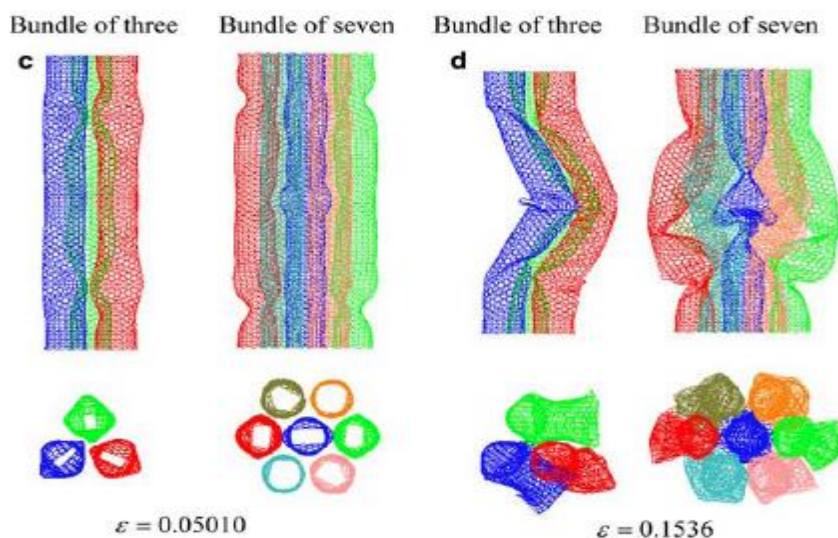 Bundle of three Bundle of seven Bundle of three Bundle of seven
c d
ε = 0.05010 ε = 0.1536